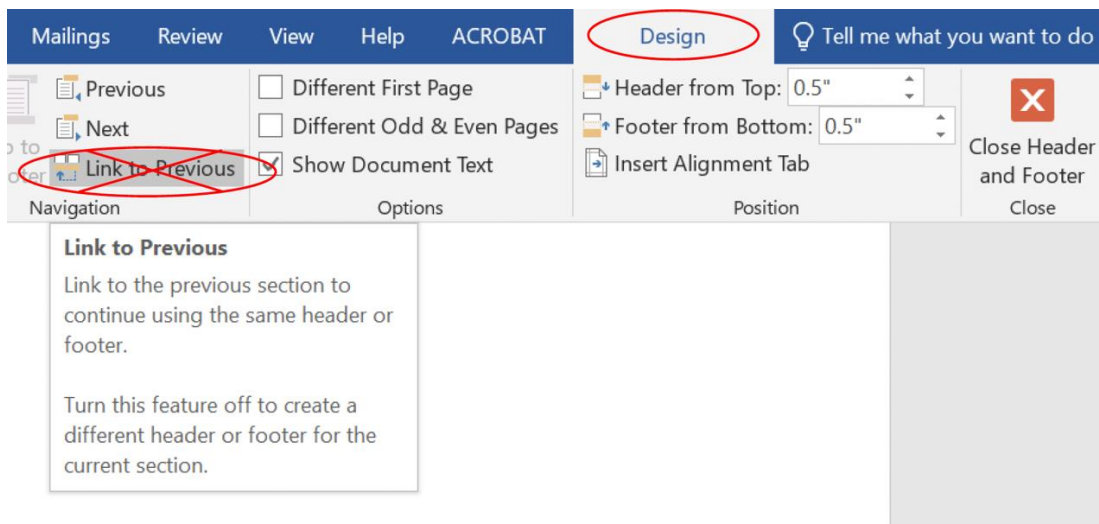 Mailings Review View Help ACROBAT Design Tell me what you want to do
Previous
Next
Link to Previous
Navigation
Different First Page
Different Odd & Even Pages
Show Document Text
Options
Header from Top: 0.5"
Footer from Bottom: 0.5"
Insert Alignment Tab
Position
Close Header
and Footer
Close
Link to Previous
Link to the previous section to
continue using the same header or
footer.
Turn this feature off to create a
different header or footer for the
current section.